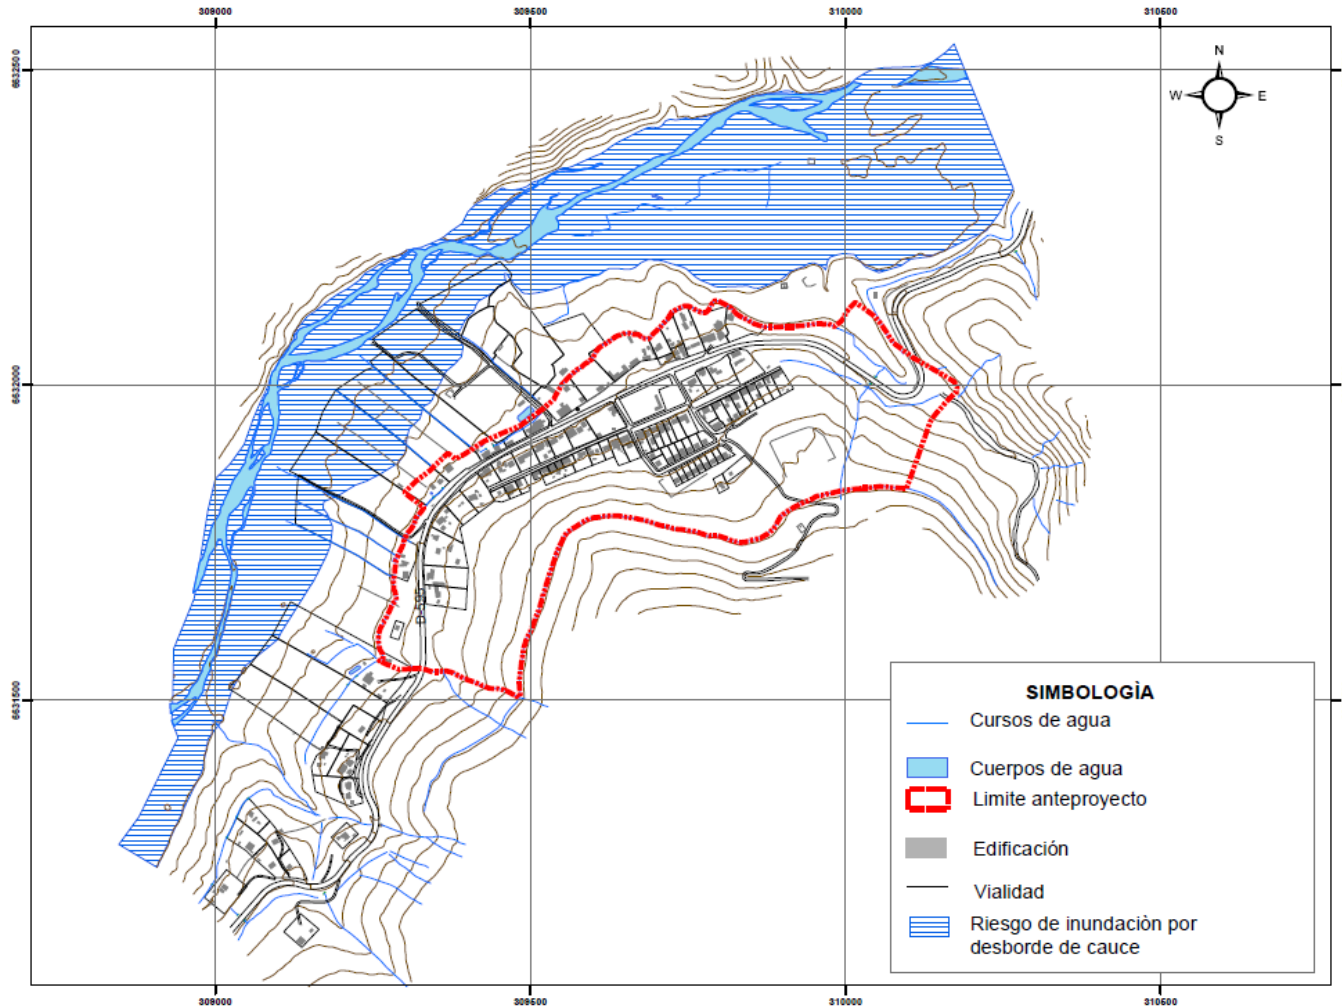 309000 309500 310000 310500
6632500
N
W E
S
6632000
D-595
6631500
SIMBOLOGÌA
Cursos de agua
Cuerpos de agua
Limite anteproyecto
Edificación
Vialidad
Riesgo de inundaciòn por
desborde de cauce
309000 309500 310000 310500